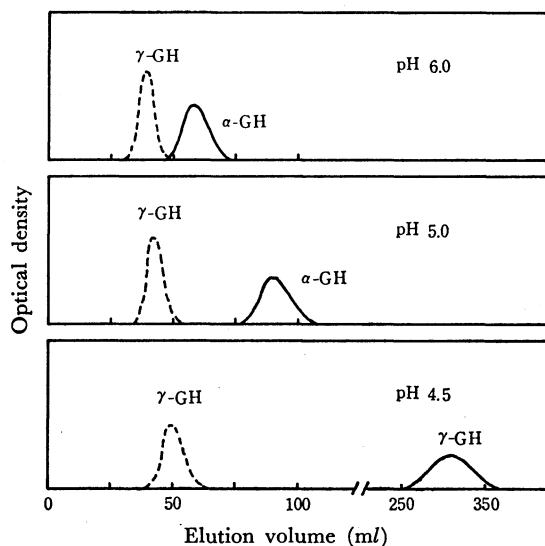 γ-GH
α-GH
pH 6.0
γ-GH
α-GH
pH 5.0
γ-GH
γ-GH
pH 4.5
Optical density
0
50
100
250
350
Elution volume (ml)